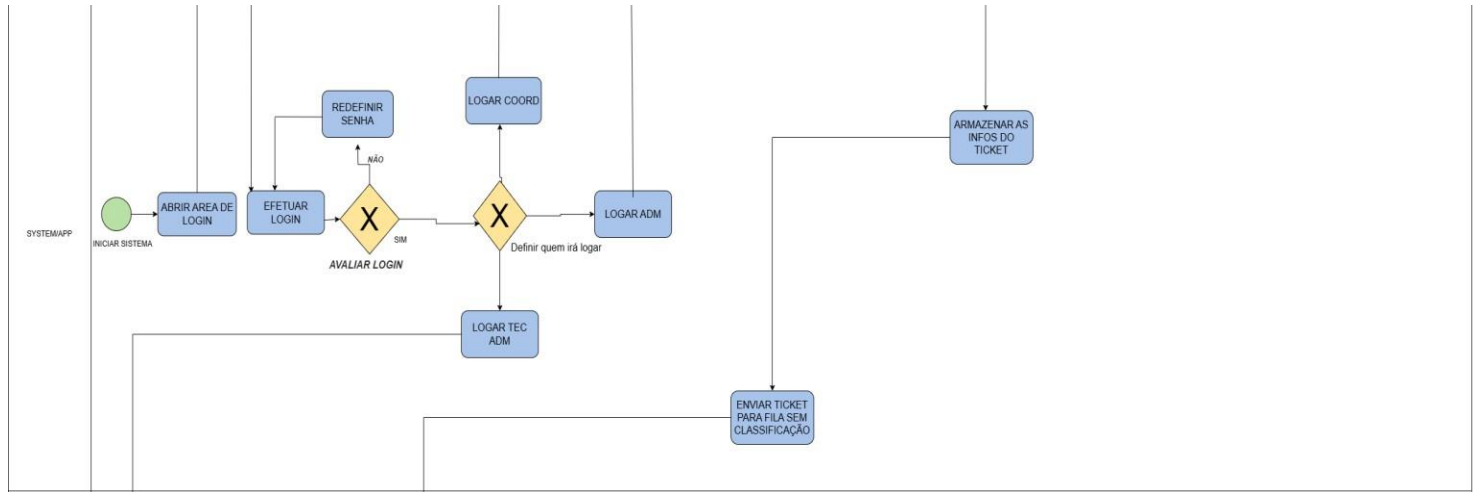 SYSTEM/APP
INICIAR SISTEMA
ABRIR AREA DE
LOGIN
EFETUAR
LOGIN
REDEFINIR
SENHA
NÃO
X
SIM
AVALIAR LOGIN
LOGAR COORD
X
Definir quem irá logar
LOGAR ADM
LOGAR TEC
ADM
ARMAZENAR AS
INFOS DO
TICKET
ENVIAR TICKET
PARA FILA SEM
CLASSIFICAÇÃO